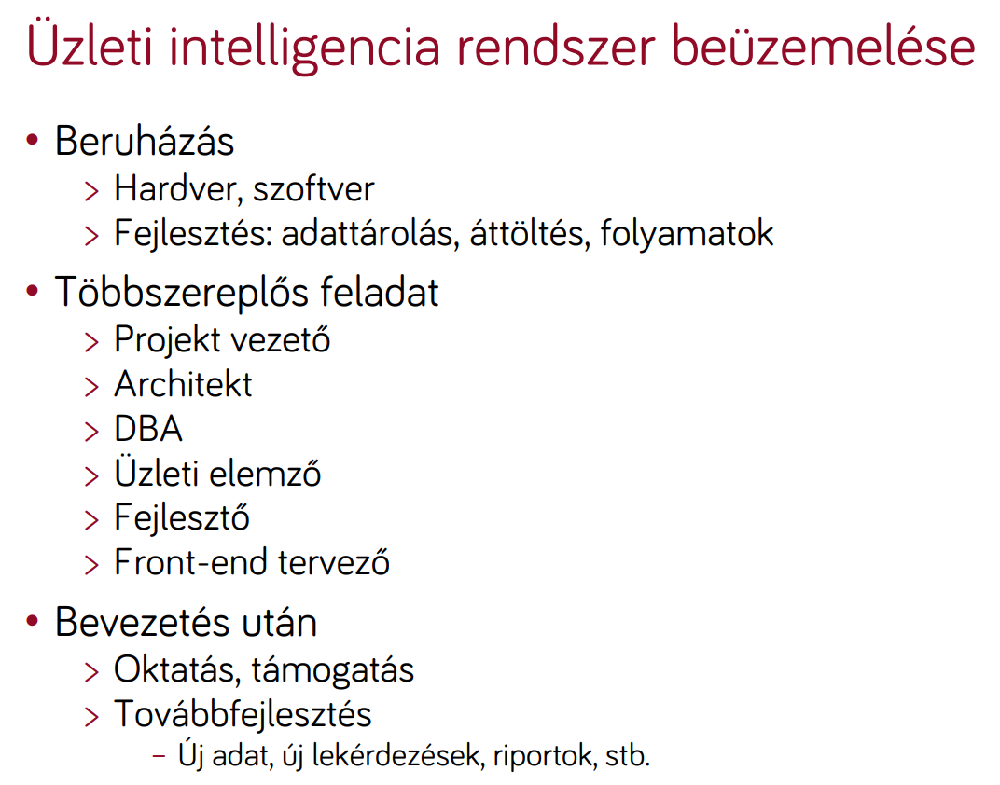 Üzleti intelligencia rendszer beüzemelése
• Beruházás
> Hardver, szoftver
> Fejlesztés: adattárolás, áttöltés, folyamatok
• Többszereplős feladat
> Projekt vezető
> Architekt
> DBA
> Üzleti elemző
> Fejlesztő
> Front-end tervező
• Bevezetés után
> Oktatás, támogatás
> Továbbfejlesztés
– Új adat, új lekérdezések, riportok, stb.